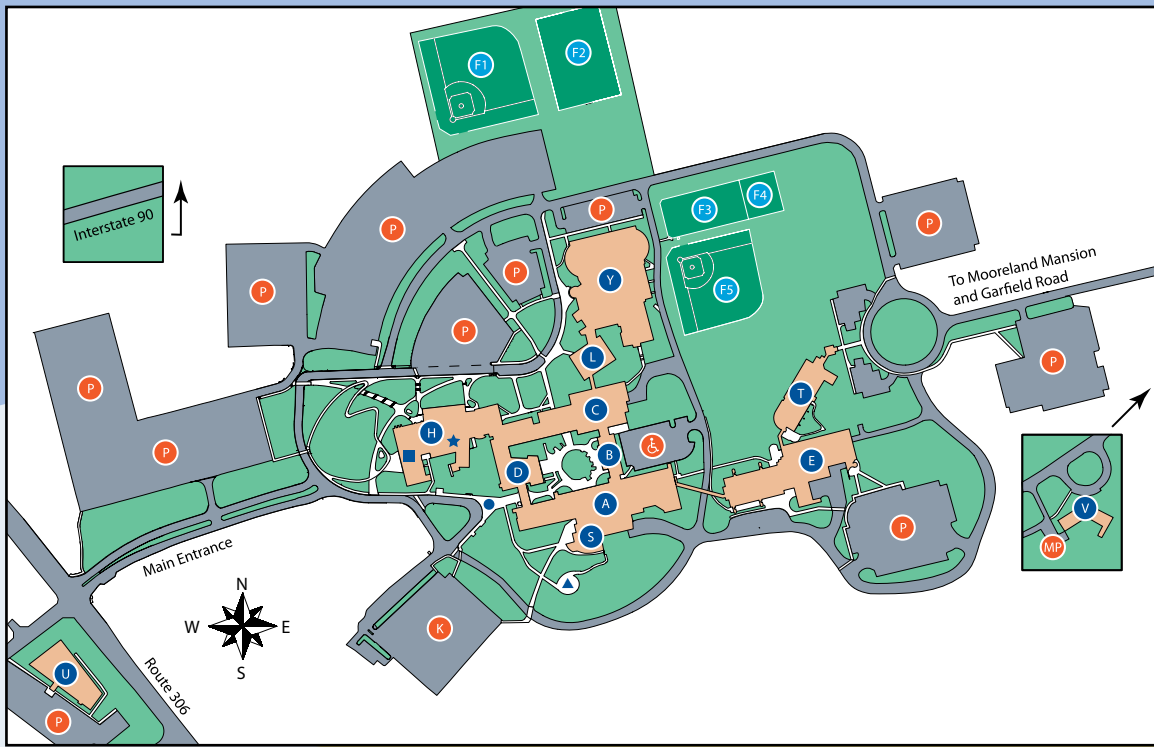 F1
F2
Interstate 90
P
P
F3
F4
P
P
P
Y
F5
To Mooreland Mansion
and Garfield Road
P
L
P
P
T
C
H
P
B
E
D
A
P
V
S
MP
Main Entrance
N
W
E
S
K
U
Route 306
P